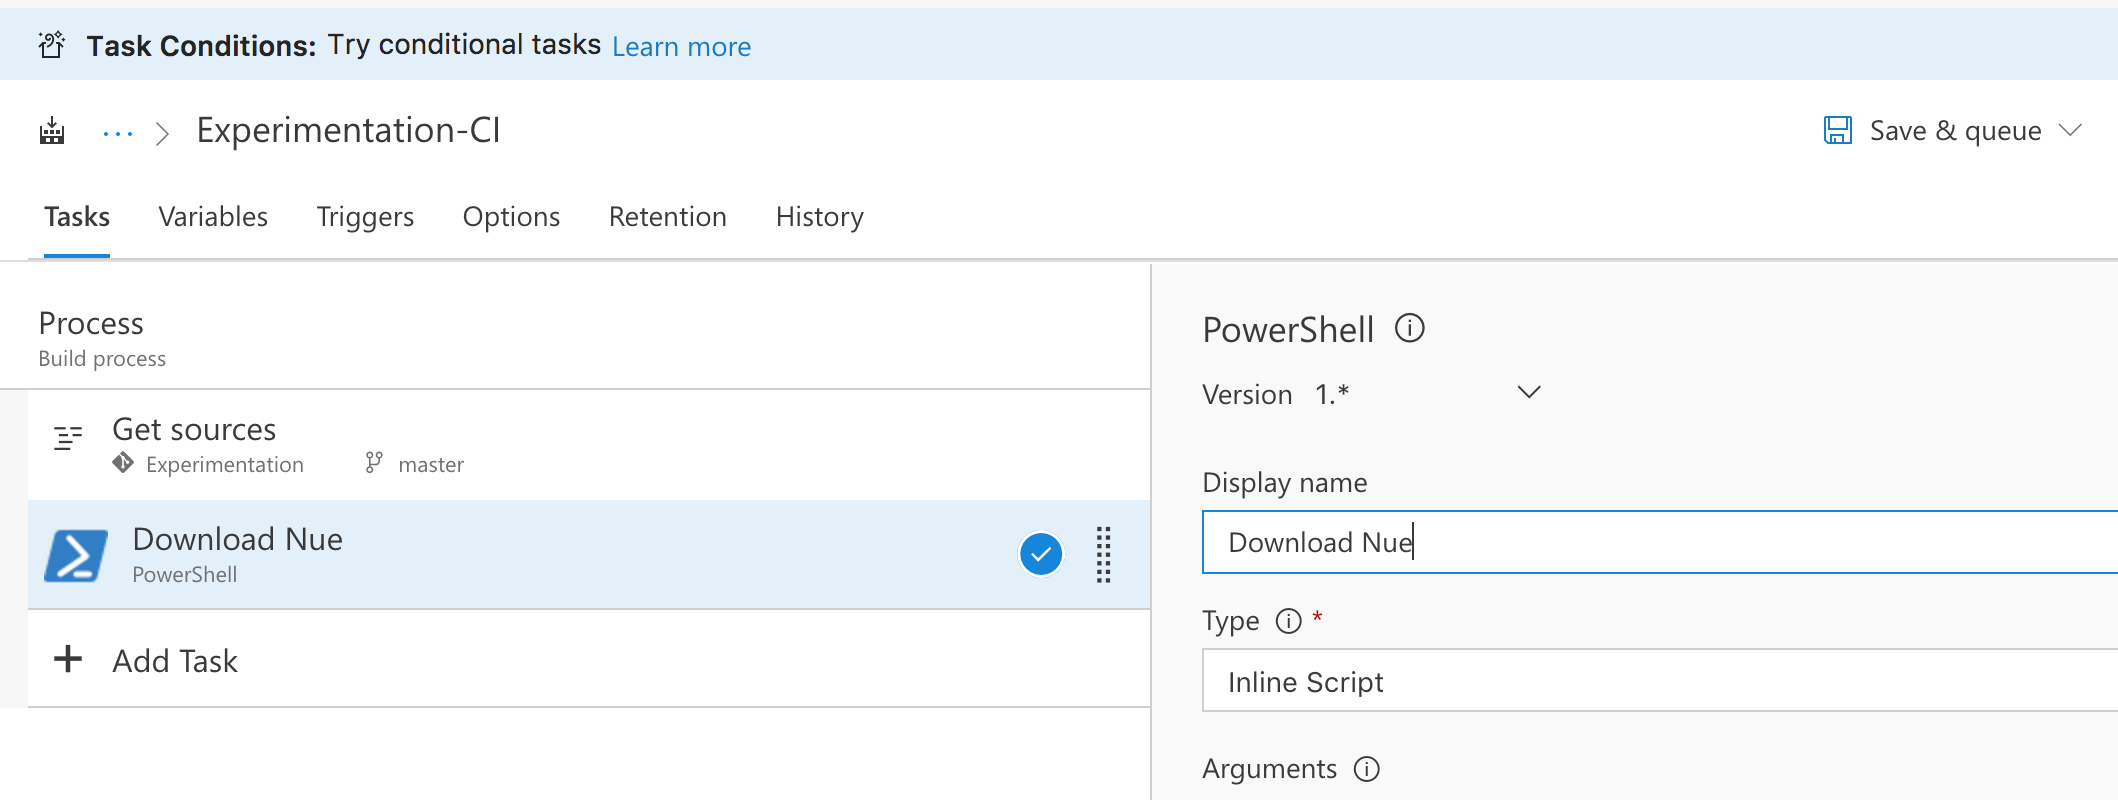 Task Conditions: Try conditional tasks Learn more
... > Experimentation-CI
Save & queue
Tasks Variables Triggers Options Retention History
Process
Build process
Get sources
Experimentation master
Download Nue
PowerShell
+ Add Task
PowerShell
Version 1.*
Display name
Download Nue
Type *
Inline Script
Arguments